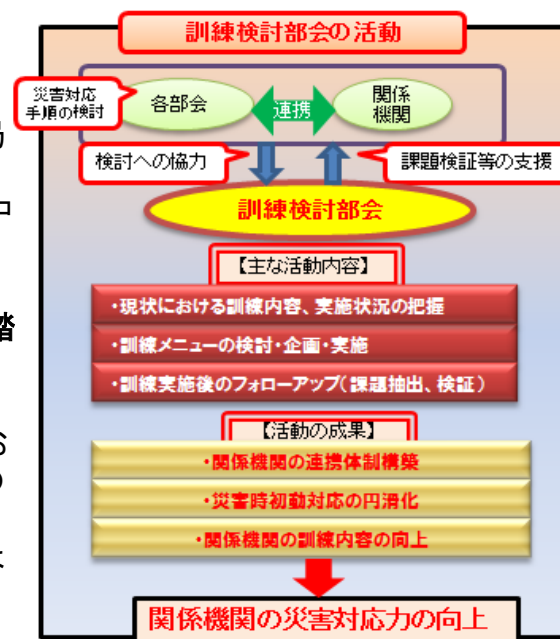 訓練検討部会の活動
災害対応
手順の検討
各部会
連携
関係
機関
検討への協力
課題検証等の支援
訓練検討部会
【主な活動内容】
・現状における訓練内容、実施状況の把握
・訓練メニューの検討・企画・実施
・訓練実施後のフォローアップ(課題抽出、検証)
【活動の成果】
・関係機関の連携体制構築
・災害時初動対応の円滑化
・関係機関の訓練内容の向上
関係機関の災害対応力の向上
踏